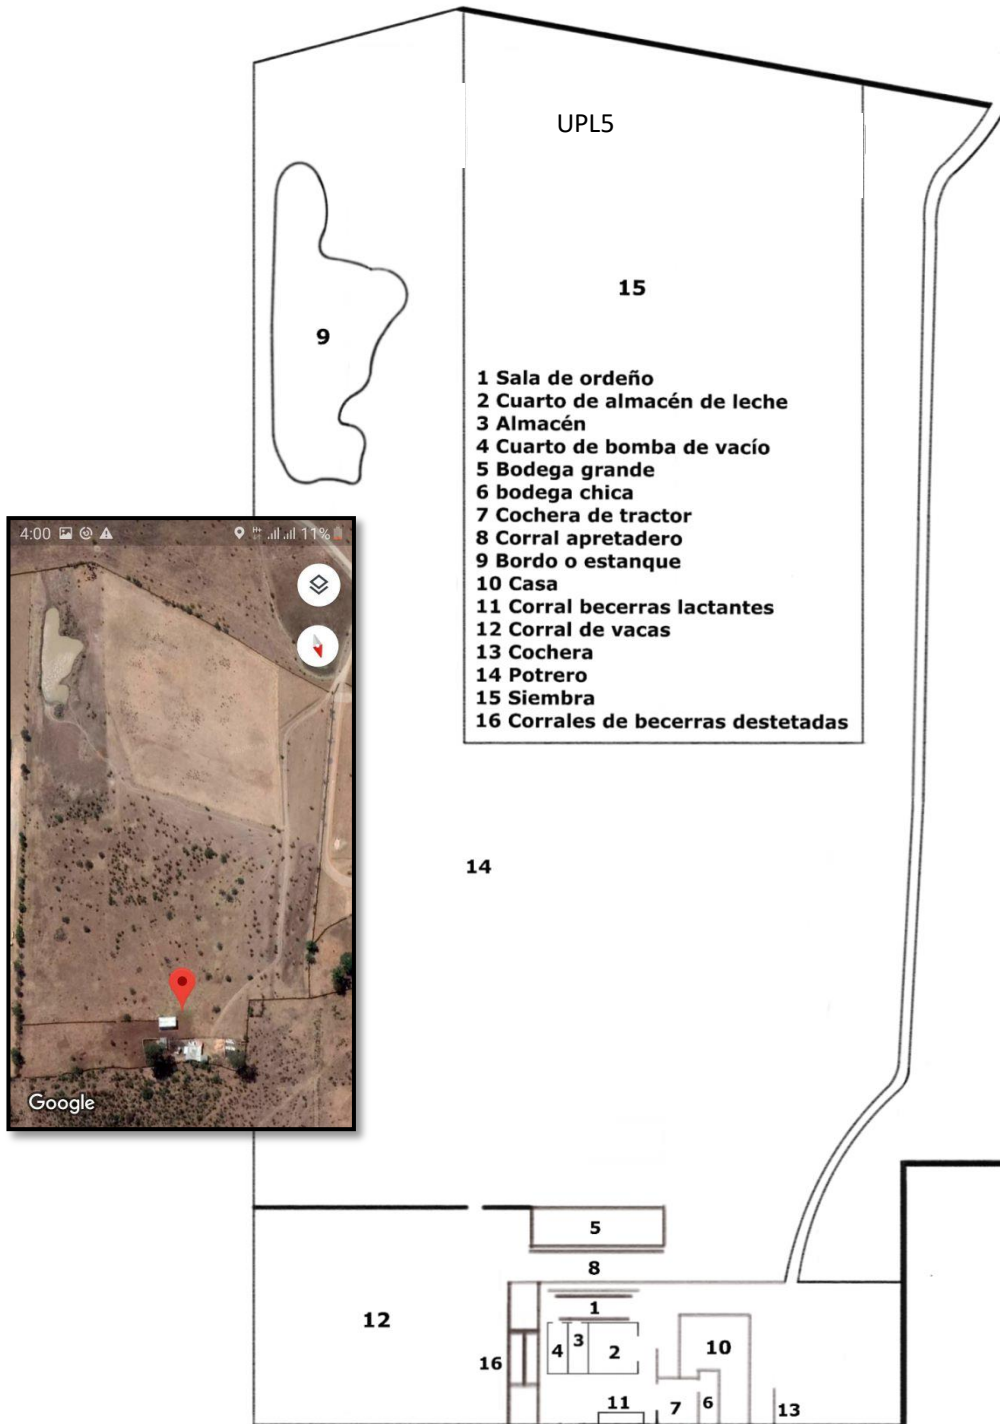 UPL5
15
9
1 Sala de ordeño
2 Cuarto de almacén de leche
3 Almacén
4 Cuarto de bomba de vacío
5 Bodega grande
6 bodega chica
7 Cochera de tractor
8 Corral apretadero
9 Bordo o estanque
10 Casa
11 Corral becerras lactantes
12 Corral de vacas
13 Cochera
14 Potrero
15 Siembra
16 Corrales de becerras destetadas
4:00 H+ 11%
Google
14
5
8
12
1
16
4 3 2
10
11
7 6 13